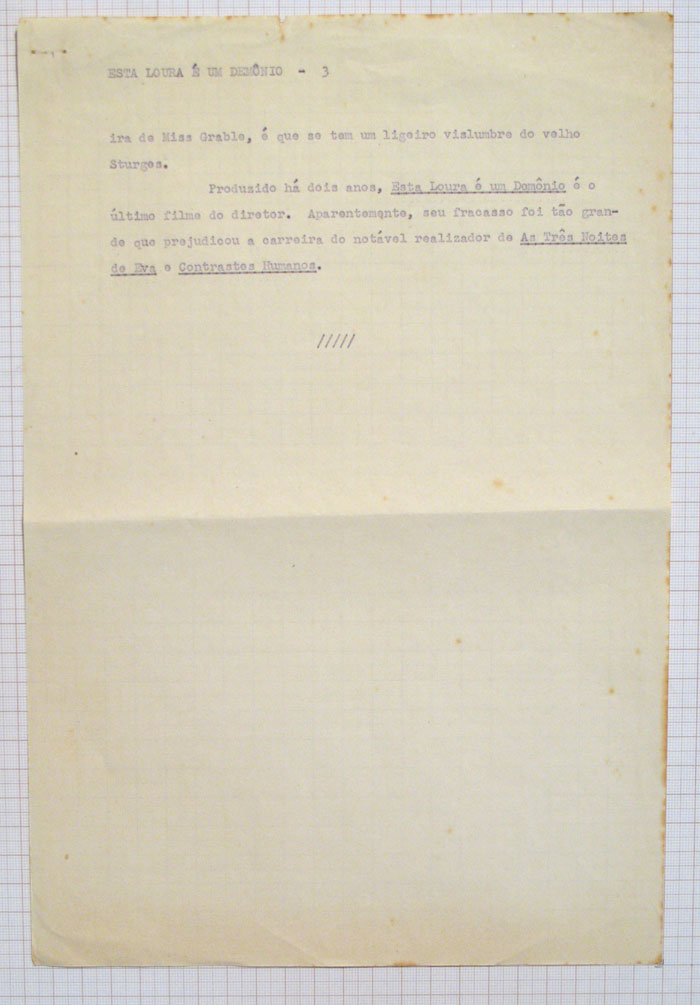 ESTA LOURA É UM DEMÔNIO - 3
ira de Miss Grable, é que se tem um ligeiro vislumbre do velho
Sturges.
Produzido há dois anos, Esta Loura é um Demônio é o
último filme do diretor. Aparentemqnte, seu fracasso foi tão gran-
de que prejudicou a carreira do notável realizador de As Três Noites
de Eva e Contrastes Humanos.
/////